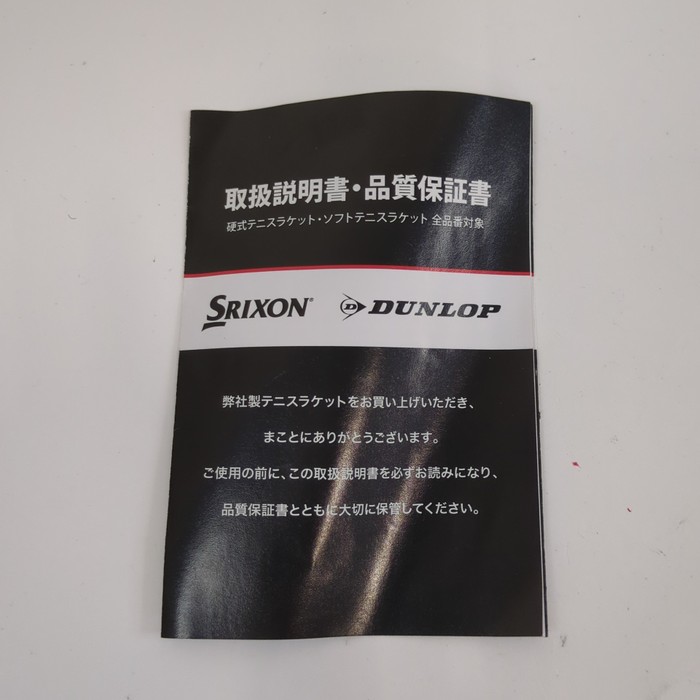 取扱説明書・品質保証書
硬式テニスラケット・ソフトテニスラケット 全品番対象
SRIXON® DUNLOP
弊社製テニスラケットをお買い上げいただき、
まことにありがとうございます。
ご使用の前に、この取扱説明書を必ずお読みになり、
品質保証書とともに大切に保管してください。